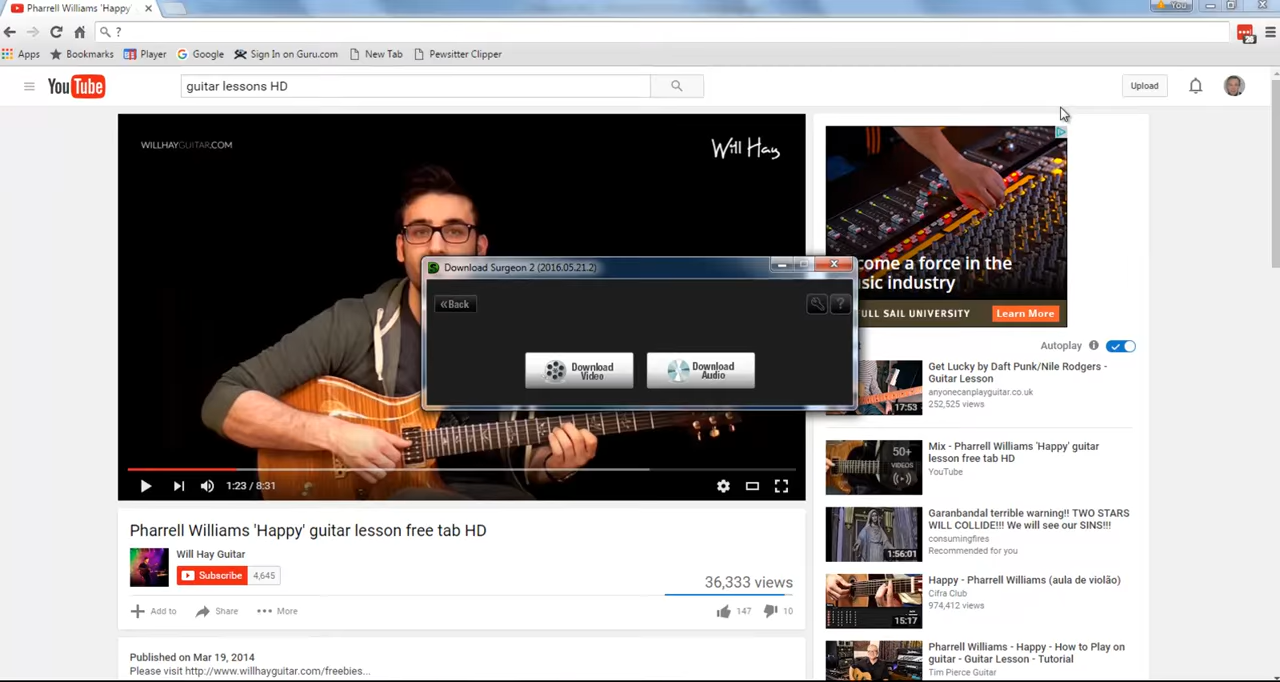 Pharrell Williams 'Happy'
You
?
26
Apps
Bookmarks
Player
Google
Sign In on Guru.com
New Tab
Pewsitter Clipper
YouTube
guitar lessons HD
Upload
WILLHAYGUITAR.COM
Will Hay
Download Surgeon 2 (2016.05.21.2)
«Back
?
Download
Video
Download
Audio
1:23 / 8:31
come a force in the
sic industry
ULL SAIL UNIVERSITY
Learn More
Autoplay
Get Lucky by Daft Punk/Nile Rodgers -
Guitar Lesson
anyonecanplayguitar.co.uk
252,525 views
17:53
50+
VIDEOS
Mix - Pharrell Williams 'Happy' guitar
lesson free tab HD
YouTube
Garanbandal terrible warning!! TWO STARS
WILL COLLIDE!!! We will see our SINS!!!
consumingfires
Recommended for you
1:56:01
Happy - Pharrell Williams (aula de violão)
Cifra Club
974,412 views
15:17
Pharrell Williams - Happy - How to Play on
guitar - Guitar Lesson - Tutorial
Tim Pierce Guitar
Pharrell Williams 'Happy' guitar lesson free tab HD
Will Hay Guitar
Subscribe 4,645
36,333 views
Add to
Share
More
147
10
Published on Mar 19, 2014
Please visit http://www.willhayguitar.com/freebies...